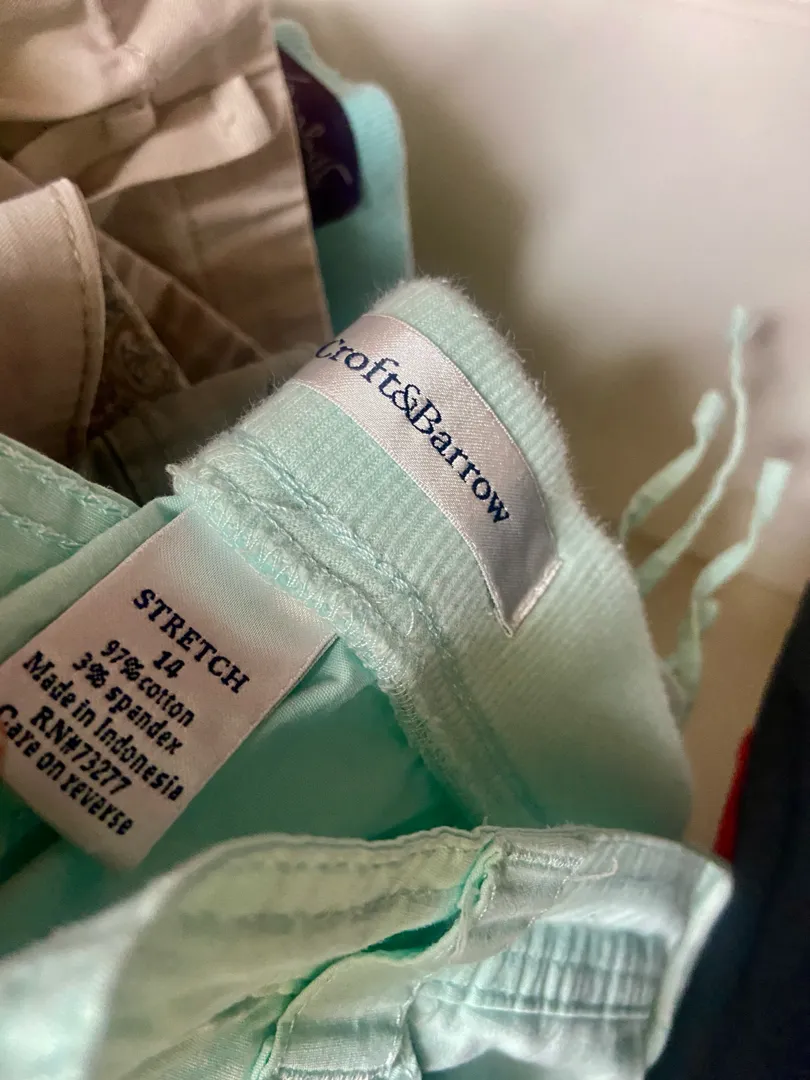 Croft&Barrow
STRETCH
14
97% cotton
3% spandex
Made in Indonesia
RN#73277
Care on reverse